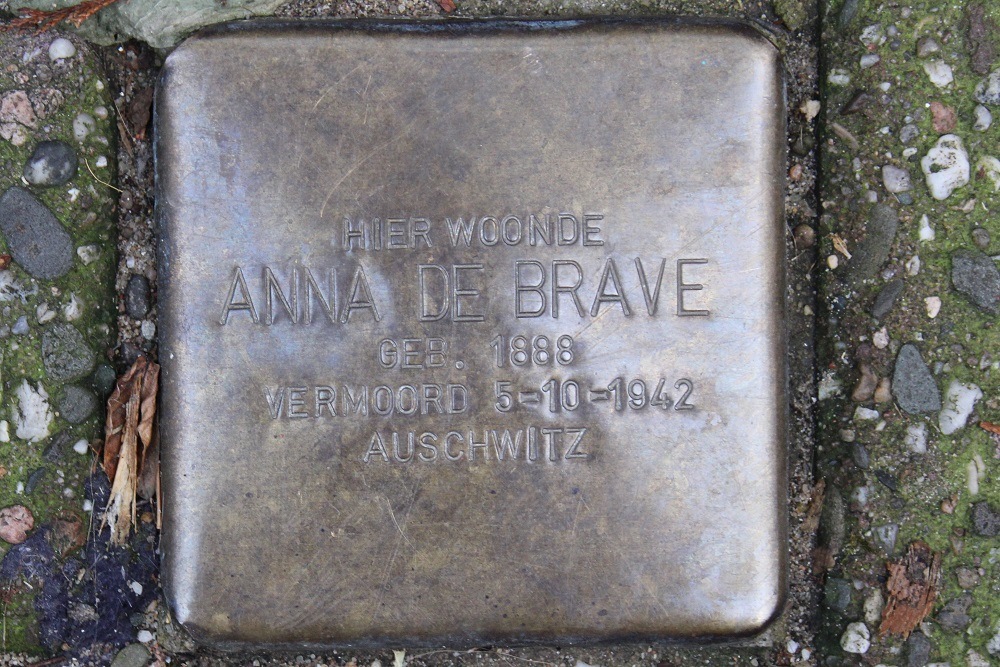 HIER WOONDE
ANNA DE BRAVE
GEB. 1888
VERMOORD 5-10-1942
AUSCHWITZ